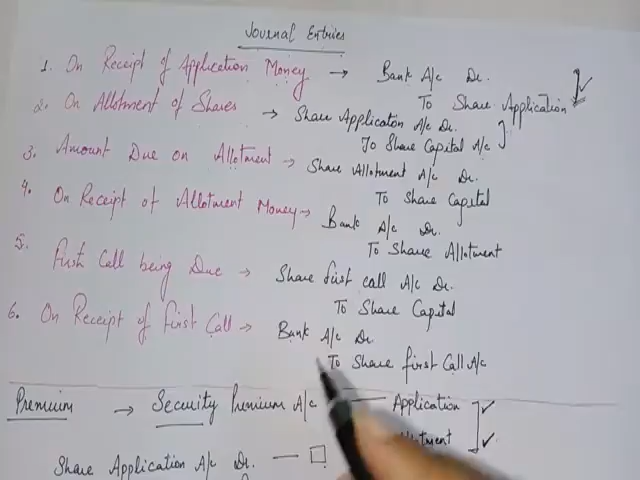 Journal Entries
1. On Receipt of Application Money → Bank A/c Dr.
To Share Application
2. On Allotment of Shares → Share Application A/c Dr.
To Share Capital A/c
3. Amount Due on Allotment → Share Allotment A/c Dr.
To Share Capital
4. On Receipt of Allotment Money → Bank A/c Dr.
To Share Allotment
5. First Call being Due → Share first call A/c Dr.
To Share Capital
6. On Receipt of First Call → Bank A/c Dr.
To Share first Call A/c
Premium → Security Premium A/c — Application
Share Application A/c Dr. —